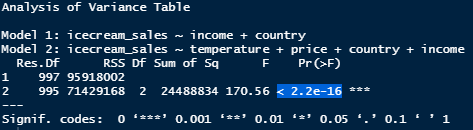 Analysis of Variance Table
Model 1: icecream_sales ~ income + country
Model 2: icecream_sales ~ temperature + price + country + income
Res.Df RSS Df Sum of Sq F Pr(>F)
1 997 95918002
2 995 71429168 2 24488834 170.56 < 2.2e-16 ***
---
Signif. codes: 0 ‘***’ 0.001 ‘**’ 0.01 ‘*’ 0.05 ‘.’ 0.1 ‘ ’ 1